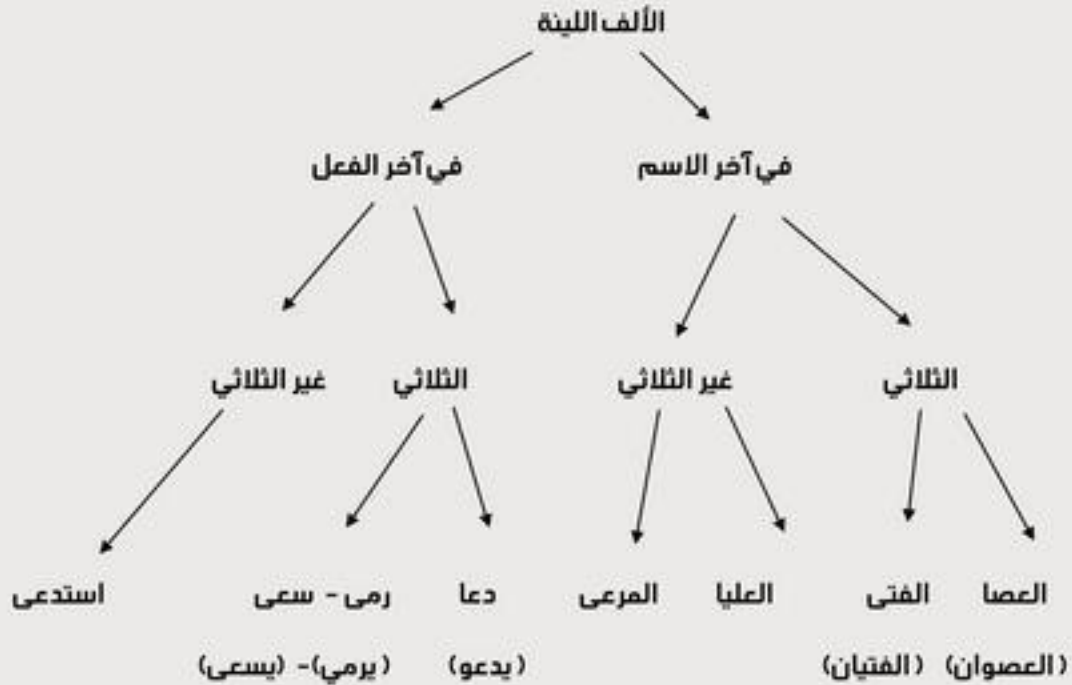 الألف اللينة
في آخر الاسم في آخر الفعل
الثلاثي غير الثلاثي الثلاثي غير الثلاثي
العصا الفتى العليا المرعى دعا رمى - سعى استدعى
(العصوان) (الفتيان) (يدعو) (يرمي) - (يسعى)